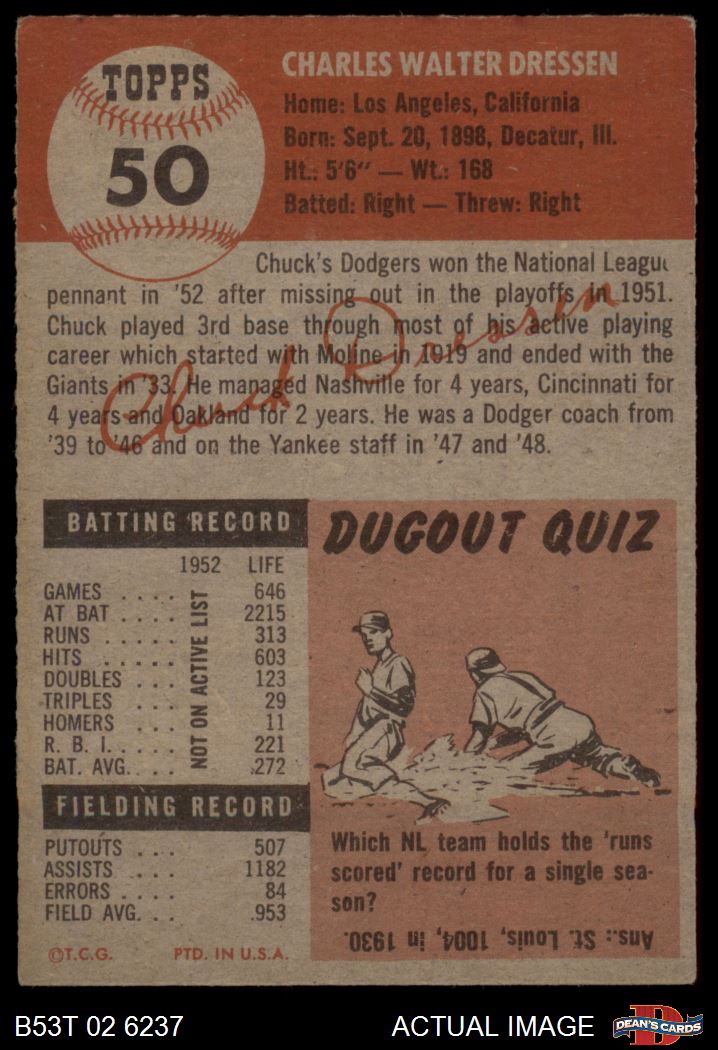 TOPPS
50
CHARLES WALTER DRESSEN
Home: Los Angeles, California
Born: Sept. 20, 1898, Decatur, Ill.
Ht.: 5'6" — Wt.: 168
Batted: Right — Threw: Right
Chuck's Dodgers won the National League
pennant in '52 after missing out in the playoffs in 1951.
Chuck played 3rd base through most of his active playing
career which started with Moline in 1919 and ended with the
Giants in '33. He managed Nashville for 4 years, Cincinnati for
4 years and Oakland for 2 years. He was a Dodger coach from
'39 to '46 and on the Yankee staff in '47 and '48.
Chuck Dressen
BATTING RECORD
1952 LIFE
GAMES .... 646
AT BAT .... 2215
RUNS ..... 313
HITS ..... 603
DOUBLES ... 123
TRIPLES ... 29
HOMERS ... 11
R. B. I. .... 221
BAT. AVG. ... .272
NOT ON ACTIVE LIST
FIELDING RECORD
PUTOUTS ... 507
ASSISTS .... 1182
ERRORS .... 84
FIELD AVG. ... .953
©T.C.G. PTD. IN U.S.A.
DUGOUT QUIZ
Which NL team holds the 'runs
scored' record for a single sea-
son?
Ans.: St. Louis, 1004, in 1930.
B53T 02 6237
ACTUAL IMAGE
D
DEAN'S CARDS